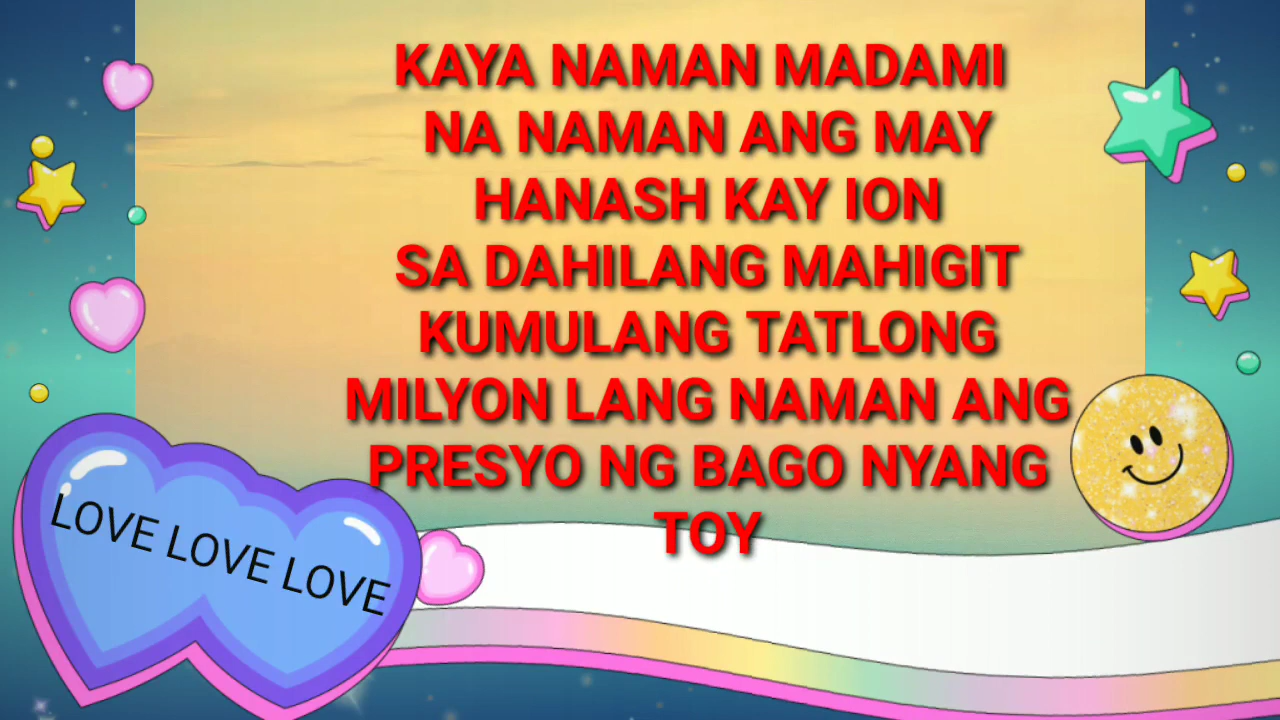 KAYA NAMAN MADAMI
NA NAMAN ANG MAY
HANASH KAY ION
SA DAHILANG MAHIGIT
KUMULANG TATLONG
MILYON LANG NAMAN ANG
PRESYO NG BAGO NYANG
TOY
LOVE LOVE LOVE